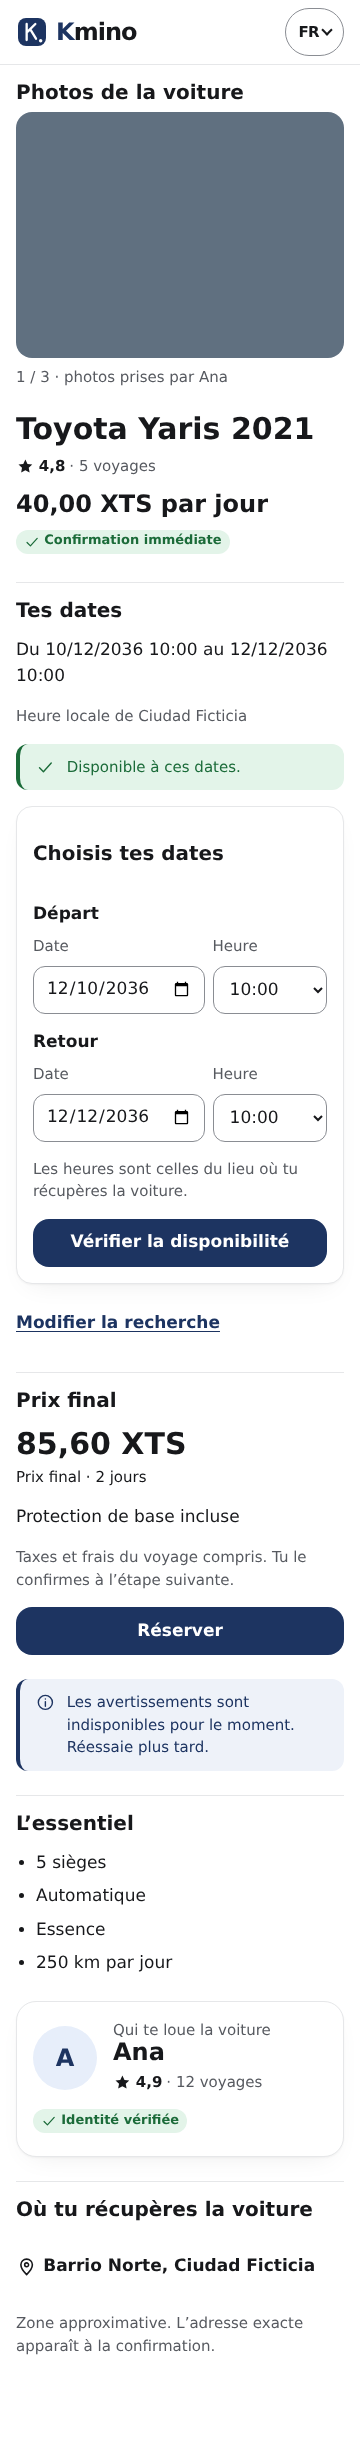 Kmino
FR
Photos de la voiture
1 / 3 · photos prises par Ana
Toyota Yaris 2021
★ 4,8 · 5 voyages
40,00 XTS par jour
Confirmation immédiate
Tes dates
Du 10/12/2036 10:00 au 12/12/2036
10:00
Heure locale de Ciudad Ficticia
Disponible à ces dates.
Choisis tes dates
Départ
Date Heure
12/10/2036 10:00
Retour
Date Heure
12/12/2036 10:00
Les heures sont celles du lieu où tu
récupères la voiture.
Vérifier la disponibilité
Modifier la recherche
Prix final
85,60 XTS
Prix final · 2 jours
Protection de base incluse
Taxes et frais du voyage compris. Tu le
confirmes à l’étape suivante.
Réserver
Les avertissements sont
indisponibles pour le moment.
Réessaie plus tard.
L’essentiel
• 5 sièges
• Automatique
• Essence
• 250 km par jour
A
Qui te loue la voiture
Ana
★ 4,9 · 12 voyages
Identité vérifiée
Où tu récupères la voiture
Barrio Norte, Ciudad Ficticia
Zone approximative. L’adresse exacte
apparaît à la confirmation.